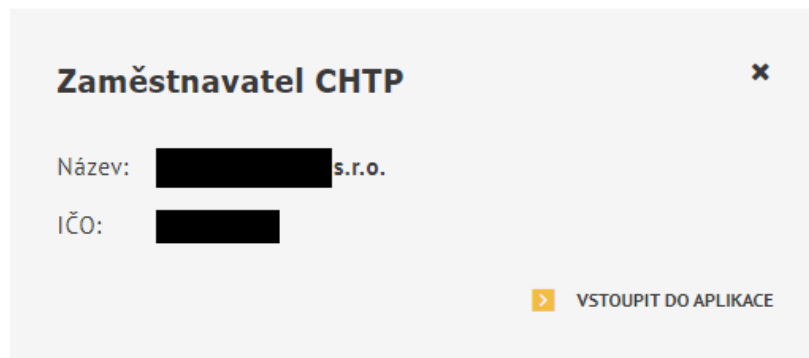 Zaměstnavatel CHTP
Název: s.r.o.
IČO:
VSTOUPIT DO APLIKACE